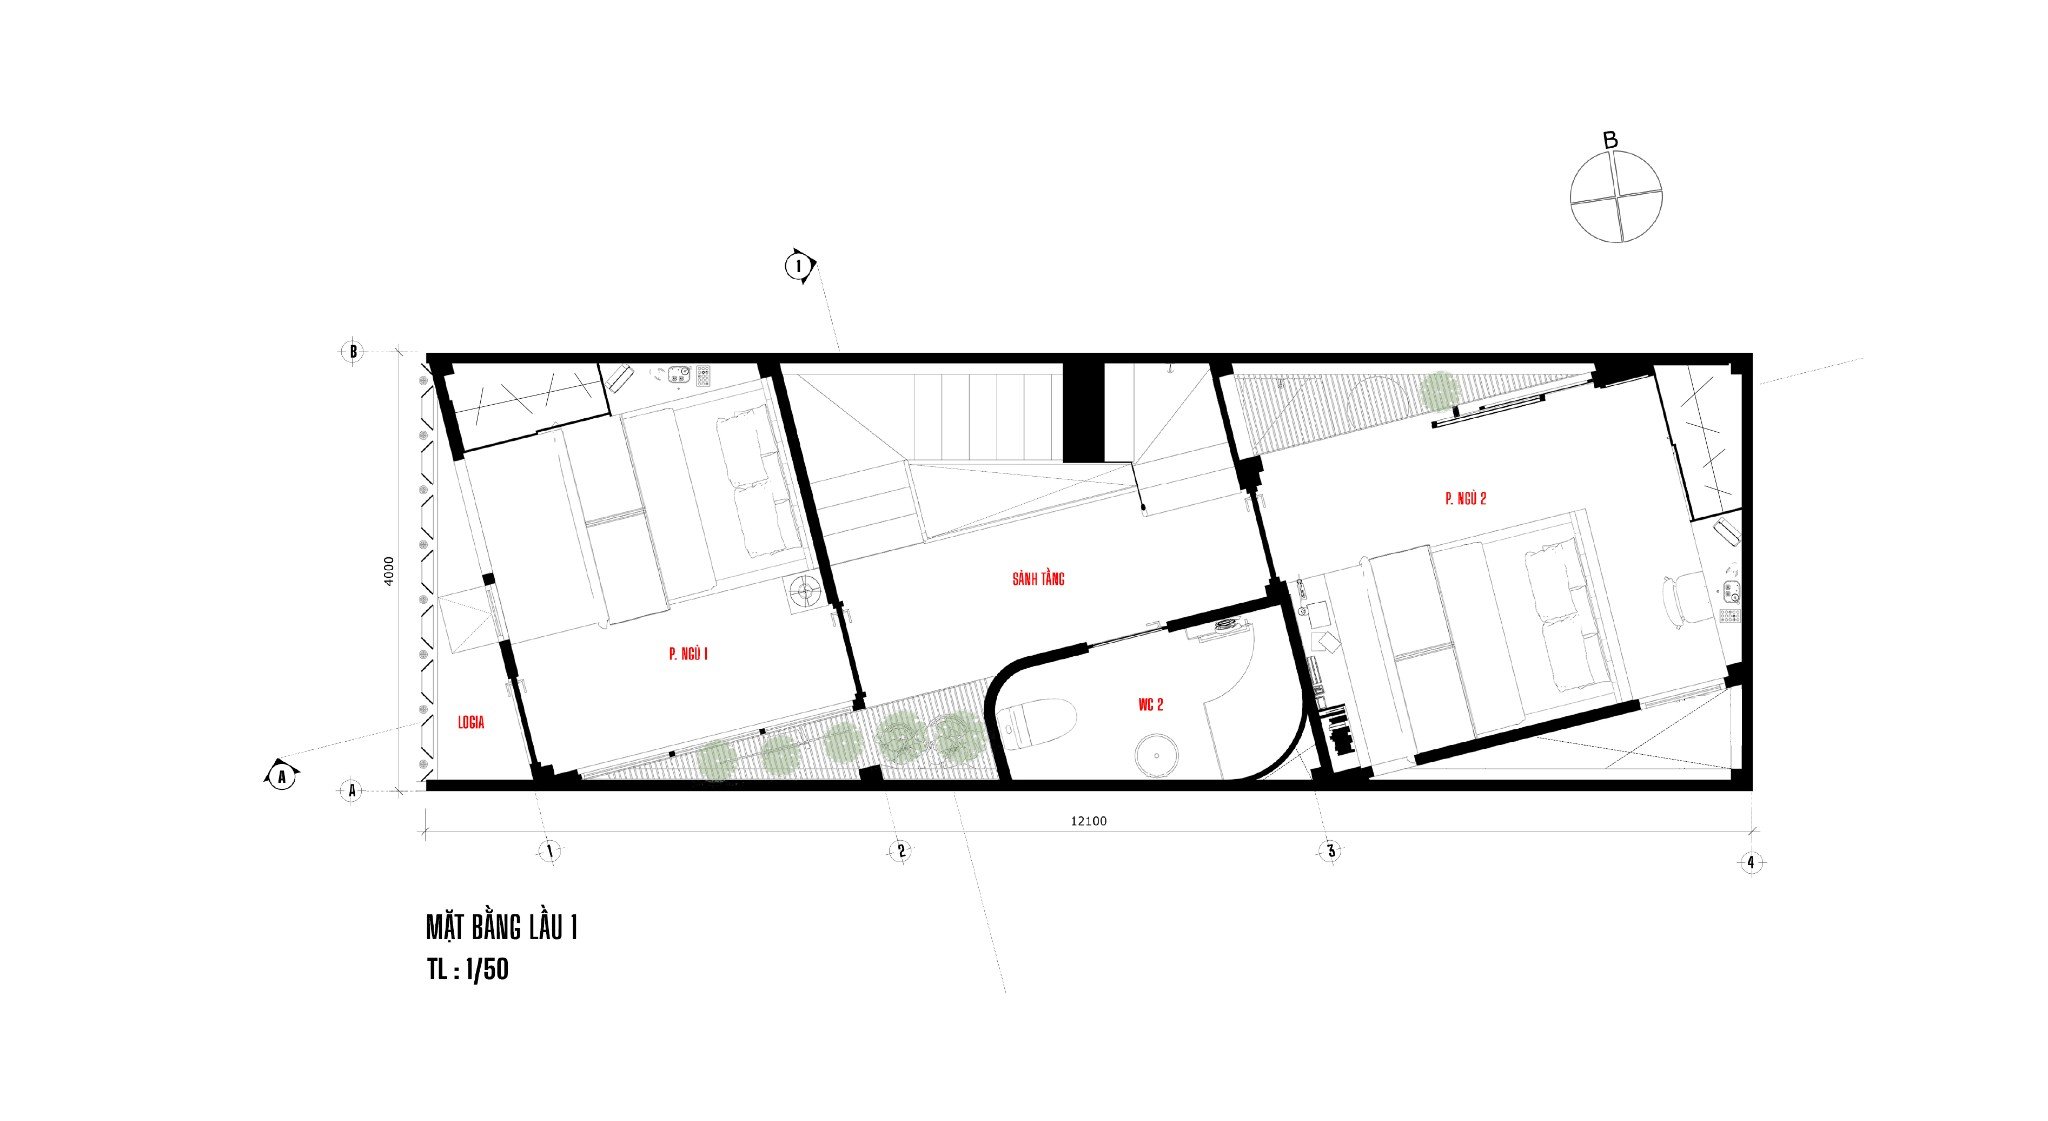 B
1
B
4000
P. NGỦ 2
SẢNH TẦNG
P. NGỦ 1
WC 2
LOGIA
A
A
12100
1
2
3
4
MẶT BẰNG LẦU 1
TL : 1/50